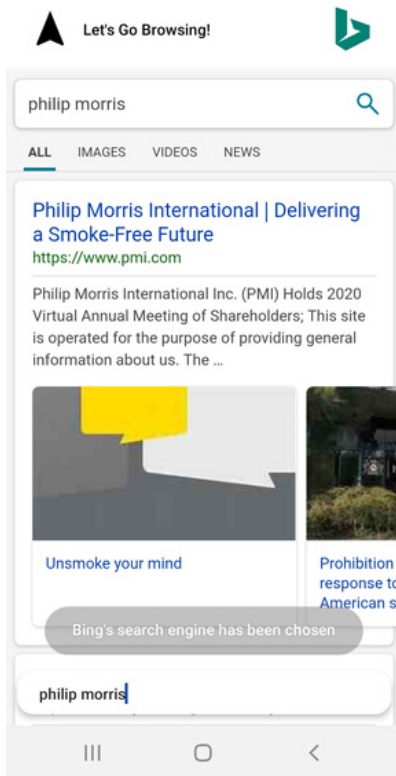 Let's Go Browsing!
philip morris
ALL IMAGES VIDEOS NEWS
Philip Morris International | Delivering
a Smoke-Free Future
https://www.pmi.com
Philip Morris International Inc. (PMI) Holds 2020
Virtual Annual Meeting of Shareholders; This site
is operated for the purpose of providing general
information about us. The ...
Unsmoke your mind
Prohibition
response to
American s
Bing's search engine has been chosen
philip morris